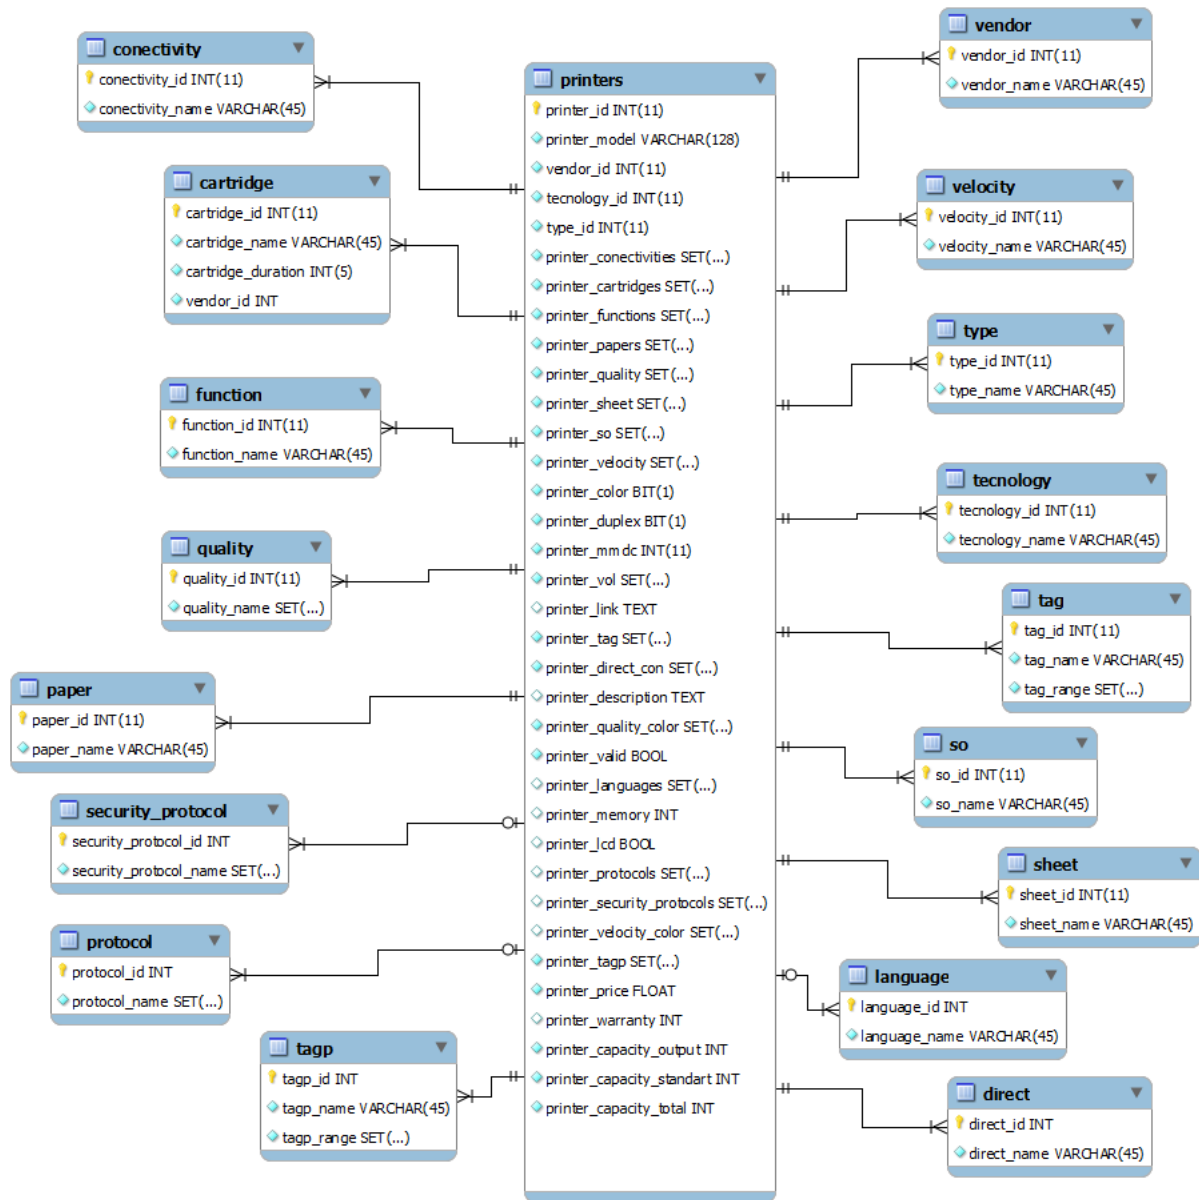 conectivity
conectivity_id INT(11)
conectivity_name VARCHAR(45)
cartridge
cartridge_id INT(11)
cartridge_name VARCHAR(45)
cartridge_duration INT(5)
vendor_id INT
function
function_id INT(11)
function_name VARCHAR(45)
quality
quality_id INT(11)
quality_name SET(...)
paper
paper_id INT(11)
paper_name VARCHAR(45)
security_protocol
security_protocol_id INT
security_protocol_name SET(...)
protocol
protocol_id INT
protocol_name SET(...)
tagp
tagp_id INT
tagp_name VARCHAR(45)
tagp_range SET(...)
printers
printer_id INT(11)
printer_model VARCHAR(128)
vendor_id INT(11)
tecnology_id INT(11)
type_id INT(11)
printer_conectivities SET(...)
printer_cartridges SET(...)
printer_functions SET(...)
printer_papers SET(...)
printer_quality SET(...)
printer_sheet SET(...)
printer_so SET(...)
printer_velocity SET(...)
printer_color BIT(1)
printer_duplex BIT(1)
printer_mmdc INT(11)
printer_vol SET(...)
printer_link TEXT
printer_tag SET(...)
printer_direct_con SET(...)
printer_description TEXT
printer_quality_color SET(...)
printer_valid BOOL
printer_languages SET(...)
printer_memory INT
printer_lcd BOOL
printer_protocols SET(...)
printer_security_protocols SET(...)
printer_velocity_color SET(...)
printer_tagp SET(...)
printer_price FLOAT
printer_warranty INT
printer_capacity_output INT
printer_capacity_standart INT
printer_capacity_total INT
vendor
vendor_id INT(11)
vendor_name VARCHAR(45)
velocity
velocity_id INT(11)
velocity_name VARCHAR(45)
type
type_id INT(11)
type_name VARCHAR(45)
tecnology
tecnology_id INT(11)
tecnology_name VARCHAR(45)
tag
tag_id INT(11)
tag_name VARCHAR(45)
tag_range SET(...)
so
so_id INT(11)
so_name VARCHAR(45)
sheet
sheet_id INT(11)
sheet_name VARCHAR(45)
language
language_id INT
language_name VARCHAR(45)
direct
direct_id INT
direct_name VARCHAR(45)